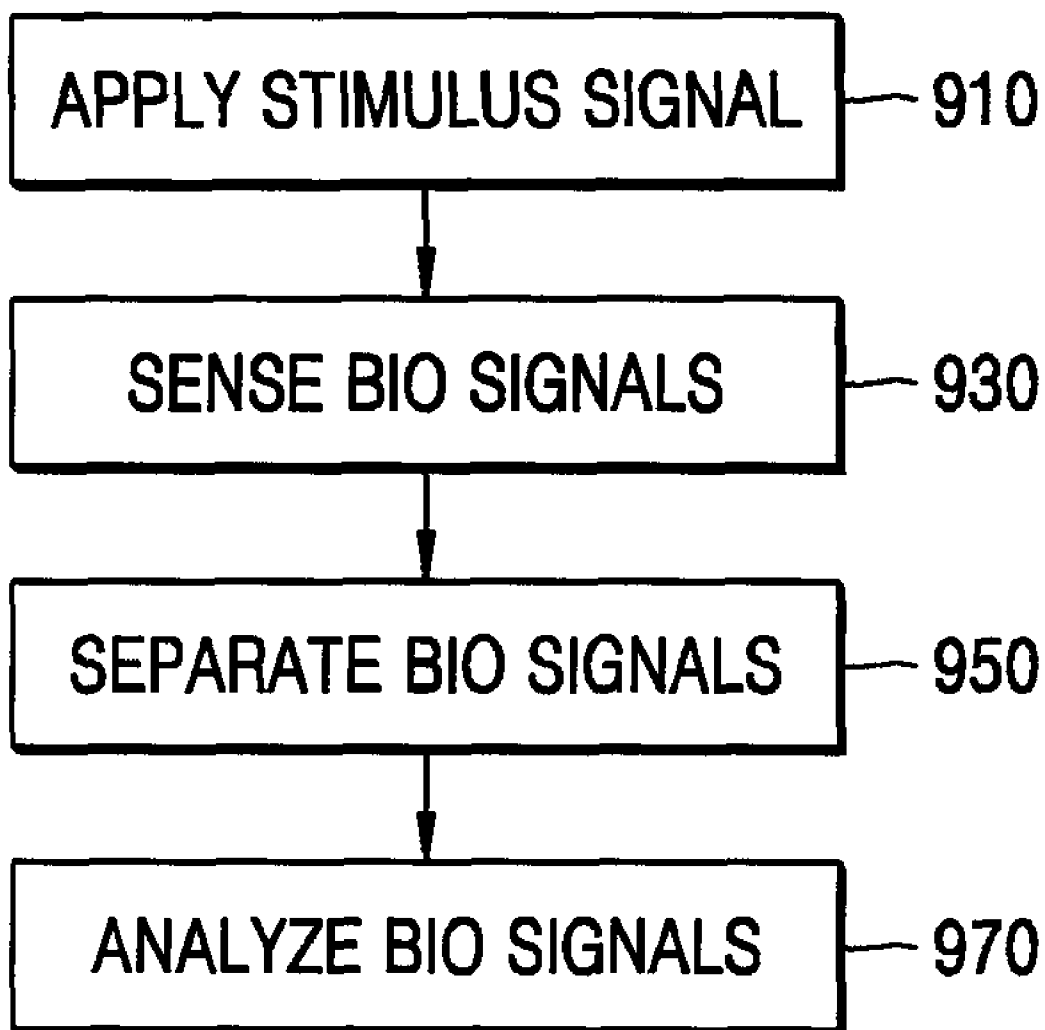 APPLY STIMULUS SIGNAL 910
SENSE BIO SIGNALS 930
SEPARATE BIO SIGNALS 950
ANALYZE BIO SIGNALS 970